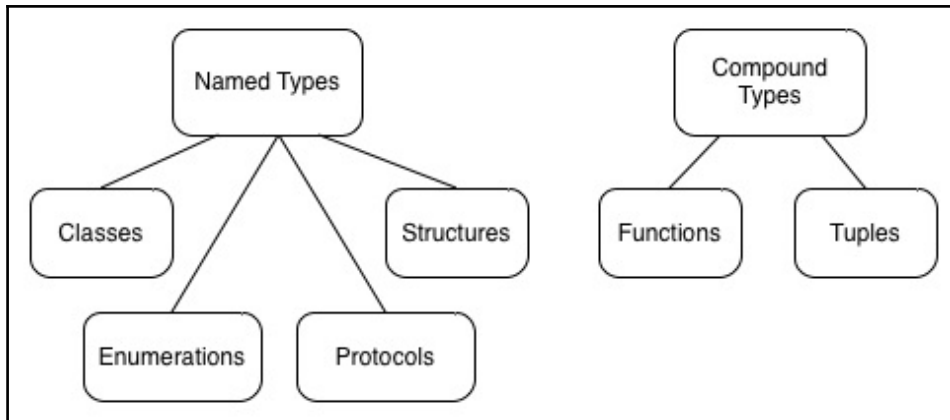 Named Types
Compound
Types
Classes
Structures
Functions
Tuples
Enumerations
Protocols